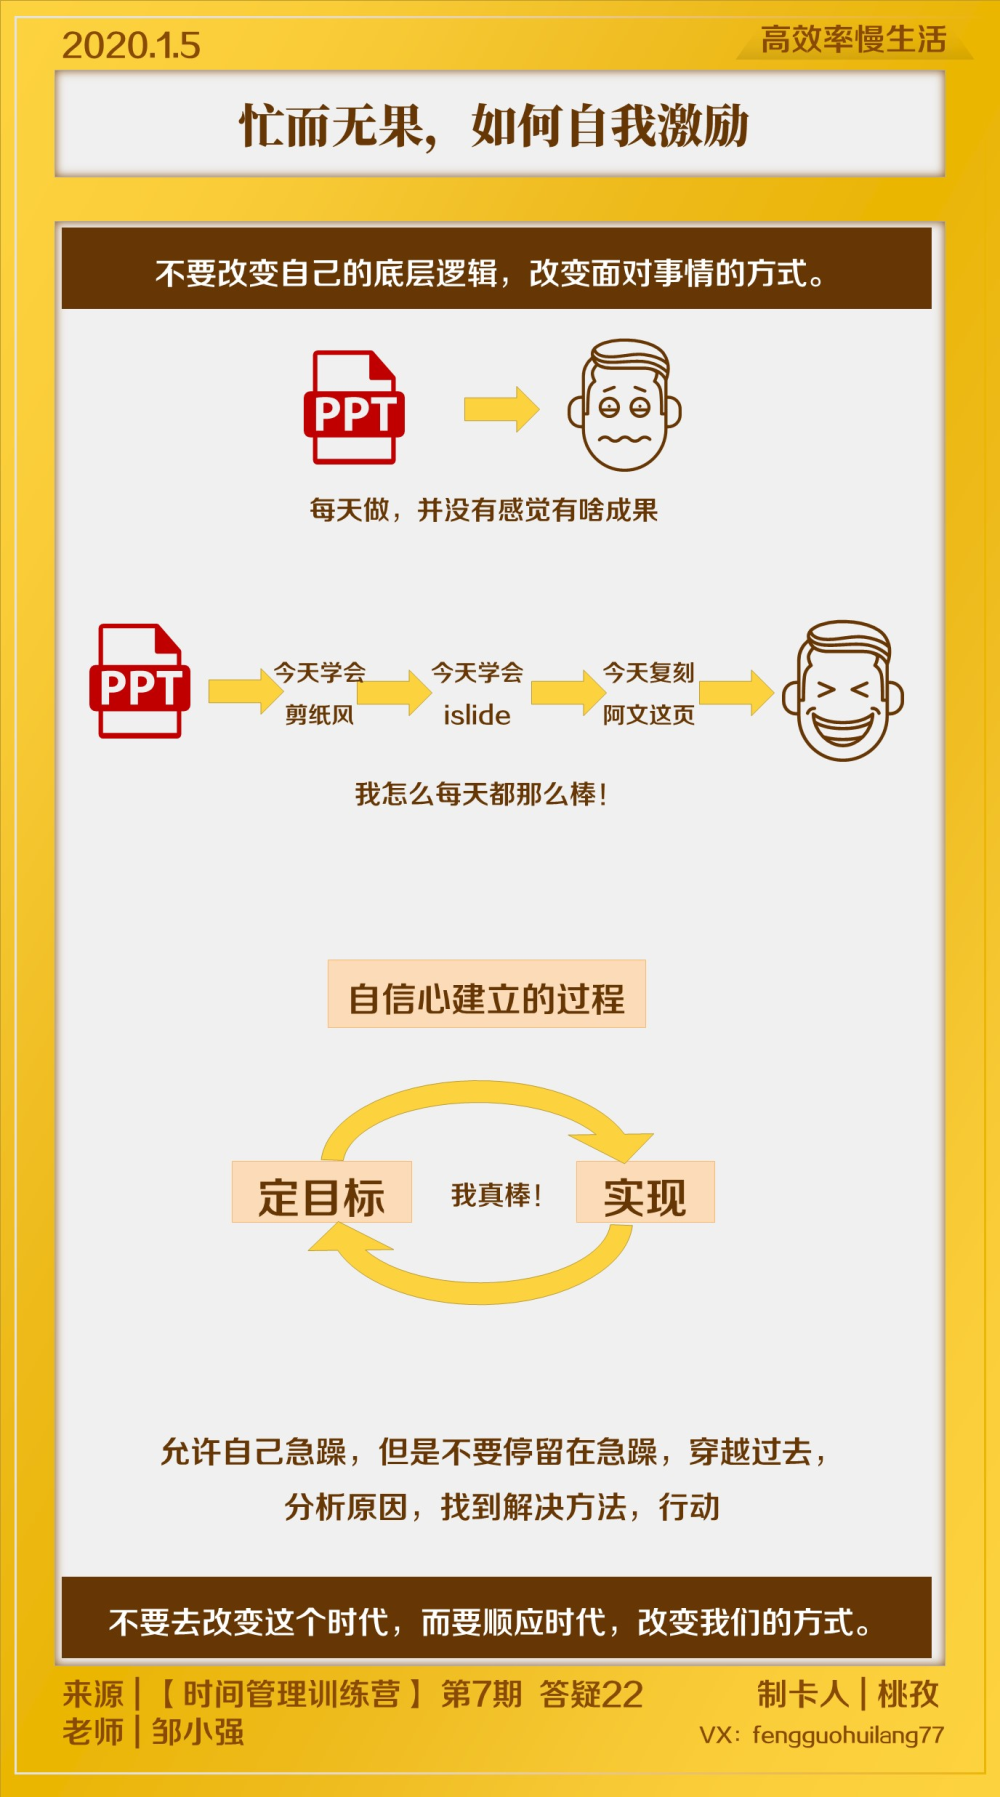 2020.1.5
高效率慢生活
忙而无果，如何自我激励
不要改变自己的底层逻辑，改变面对事情的方式。
PPT
每天做，并没有感觉有啥成果
PPT
今天学会
剪纸风
今天学会
islide
今天复刻
阿文这页
我怎么每天都那么棒！
自信心建立的过程
定目标
我真棒！
实现
允许自己急躁，但是不要停留在急躁，穿越过去，
分析原因，找到解决方法，行动
不要去改变这个时代，而要顺应时代，改变我们的方式。
来源｜【时间管理训练营】第7期 答疑22
制卡人｜桃孜
老师｜邹小强
VX：fengguohuilang77